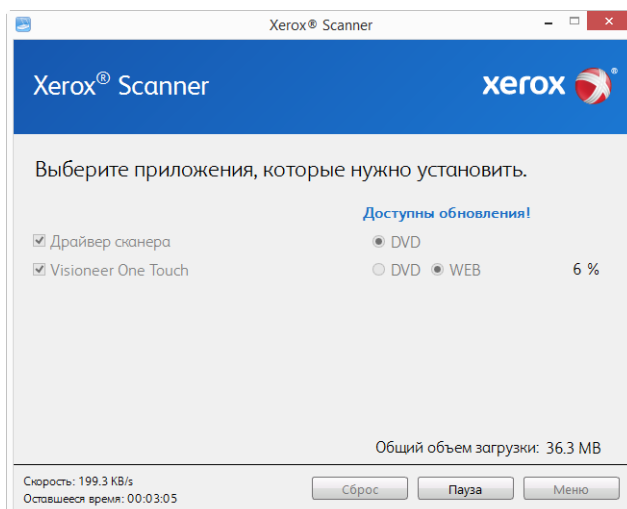 Xerox® Scanner
Xerox® Scanner
xerox ®
Выберите приложения, которые нужно установить.
Доступны обновления!
Драйвер сканера DVD
Visioneer One Touch DVD WEB 6 %
Общий объем загрузки: 36.3 MB
Скорость: 199.3 KB/s
Оставшееся время: 00:03:05
Сброс Пауза Меню